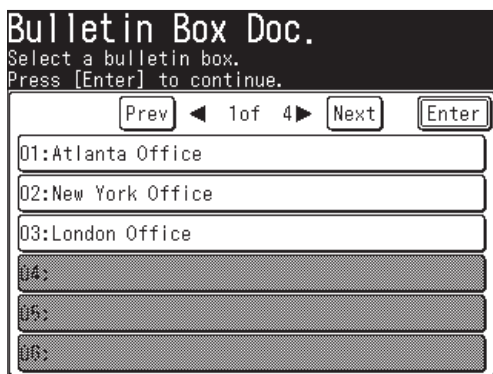 Bulletin Box Doc.
Select a bulletin box.
Press [Enter] to continue.
Prev ◀ 1of 4▶ Next Enter
01:Atlanta Office
02:New York Office
03:London Office
04:
05:
06: